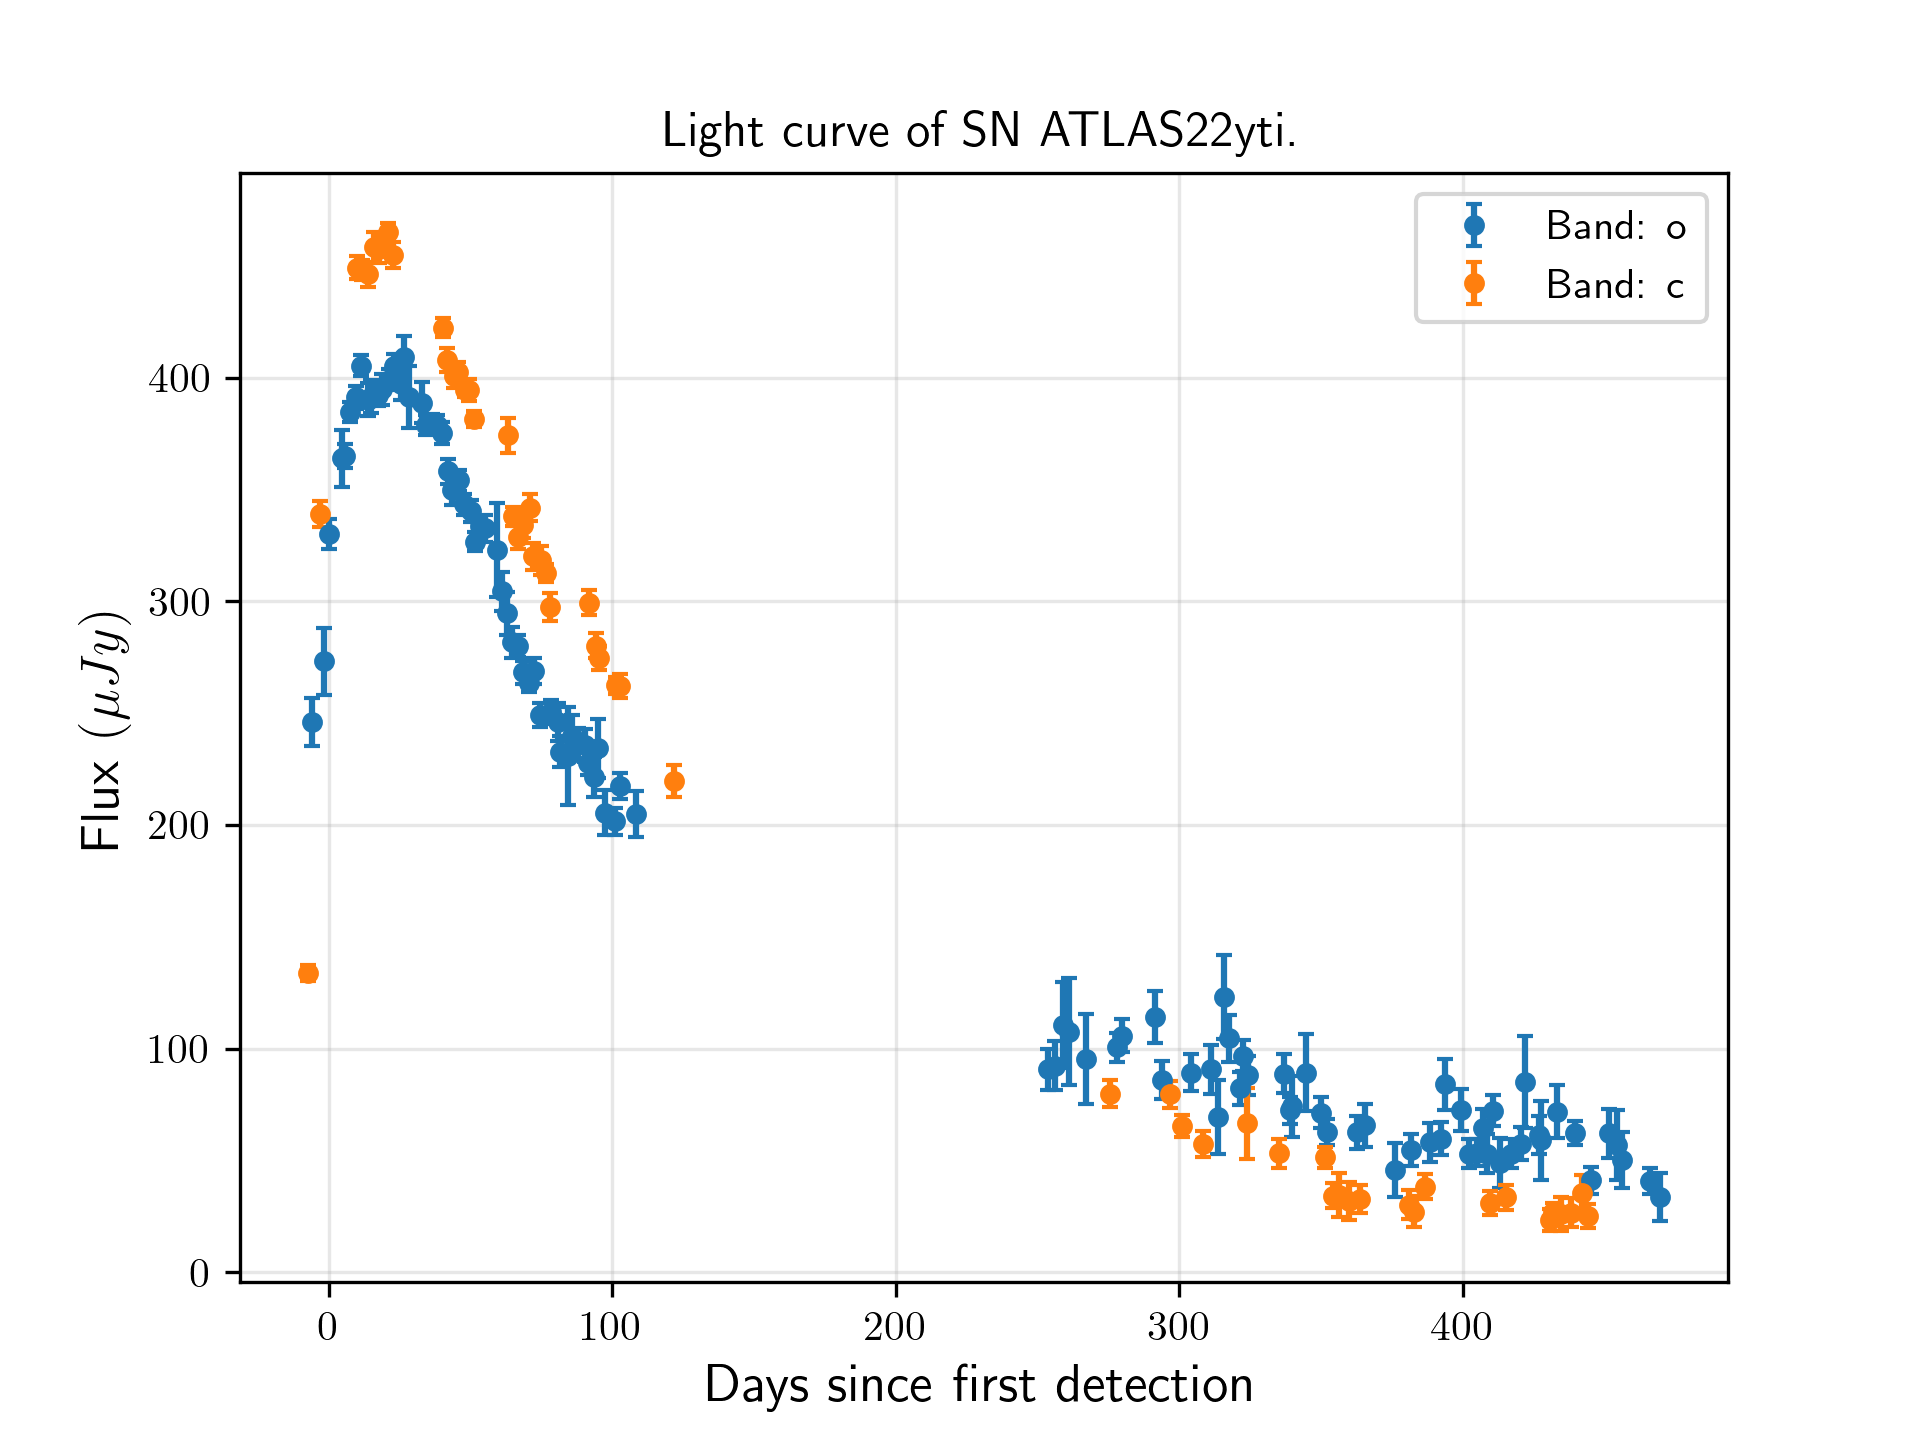 Light curve of SN ATLAS22yti.
Band: o
Band: c
Flux (μJy)
400
300
200
100
0
0 100 200 300 400
Days since first detection